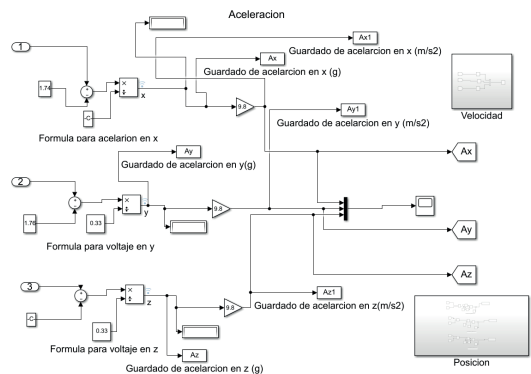 Aceleracion
1
Ax1
Guardado de acelarcion en x (m/s2)
Ax
Guardado de acelarcion en x (g)
1.74
×
÷
x
9.8
-C
Formula para acelarion en x
Ay1
Guardado de acelarcion en y (m/s2)
Velocidad
Ay
Guardado de acelarcion en y(g)
Ax
2
×
÷
y
9.8
1.76
0.33
Formula para voltaje en y
Ay
3
×
÷
z
9.8
Az
-C
0.33
Az1
Guardado de acelarcion en z(m/s2)
Formula para voltaje en z
Az
Guardado de acelarcion en z (g)
Posicion